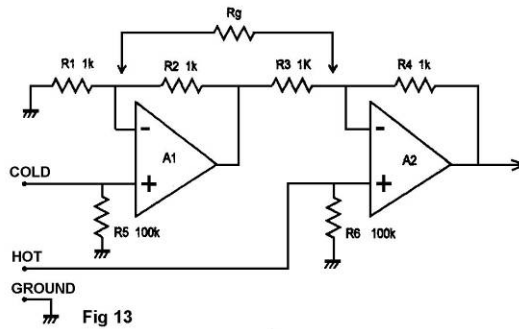 Rg
R1 1k
R2 1k
R3 1K
R4 1k
-
-
A1
A2
COLD
+
+
R5 100k
R6 100k
HOT
GROUND
Fig 13